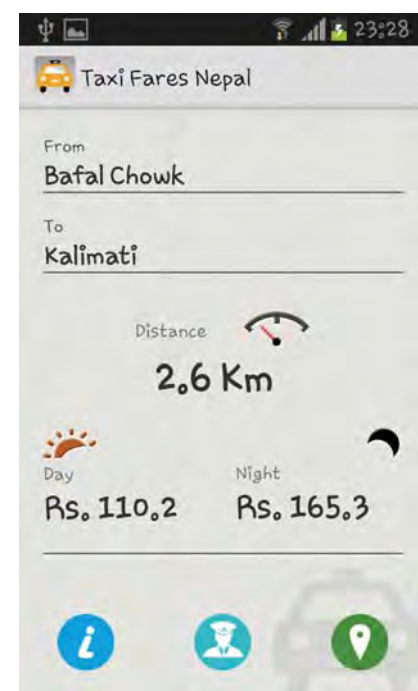 23:28
Taxi Fares Nepal
From
Bafal Chowk
To
Kalimati
Distance
2.6 Km
Day
Night
Rs. 110.2
Rs. 165.3
i